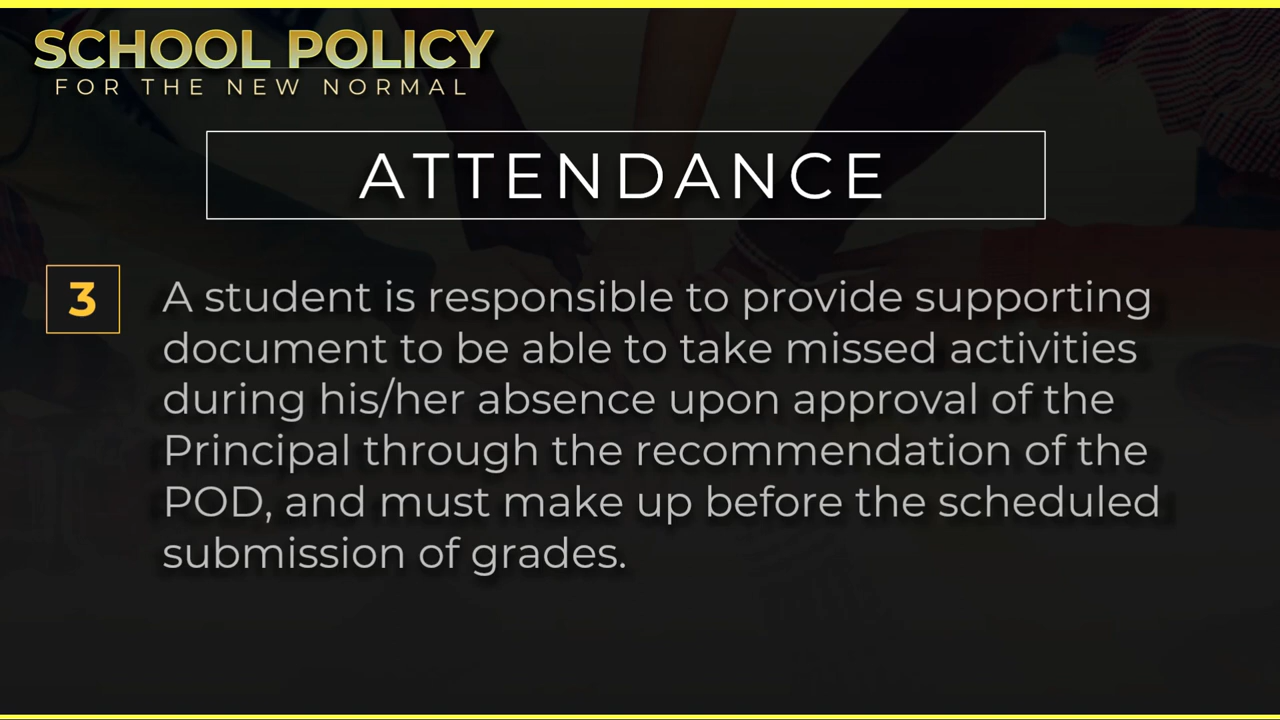 SCHOOL POLICY
FOR THE NEW NORMAL
ATTENDANCE
3
A student is responsible to provide supporting
document to be able to take missed activities
during his/her absence upon approval of the
Principal through the recommendation of the
POD, and must make up before the scheduled
submission of grades.